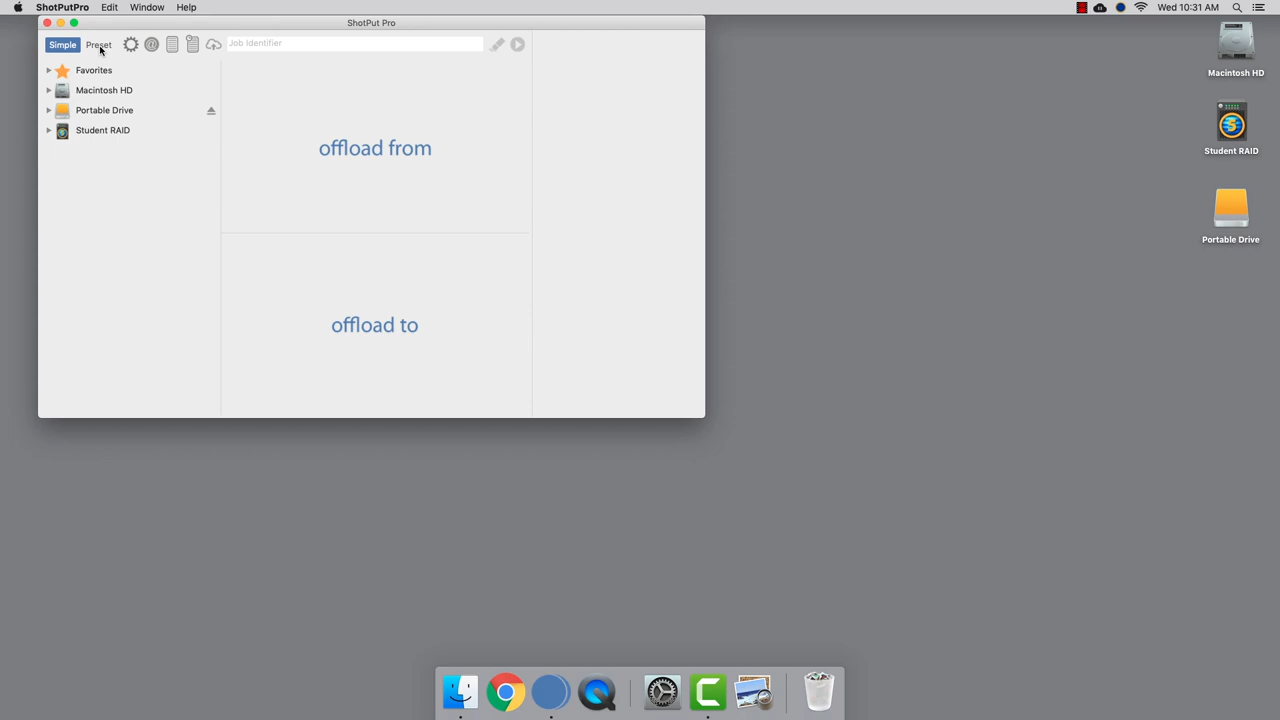 ShotPutPro Edit Window Help Wed 10:31 AM
ShotPut Pro
Simple Preset @ Job Identifier
Favorites
Macintosh HD
Portable Drive
Student RAID
offload from
offload to
Macintosh HD
Student RAID
Portable Drive